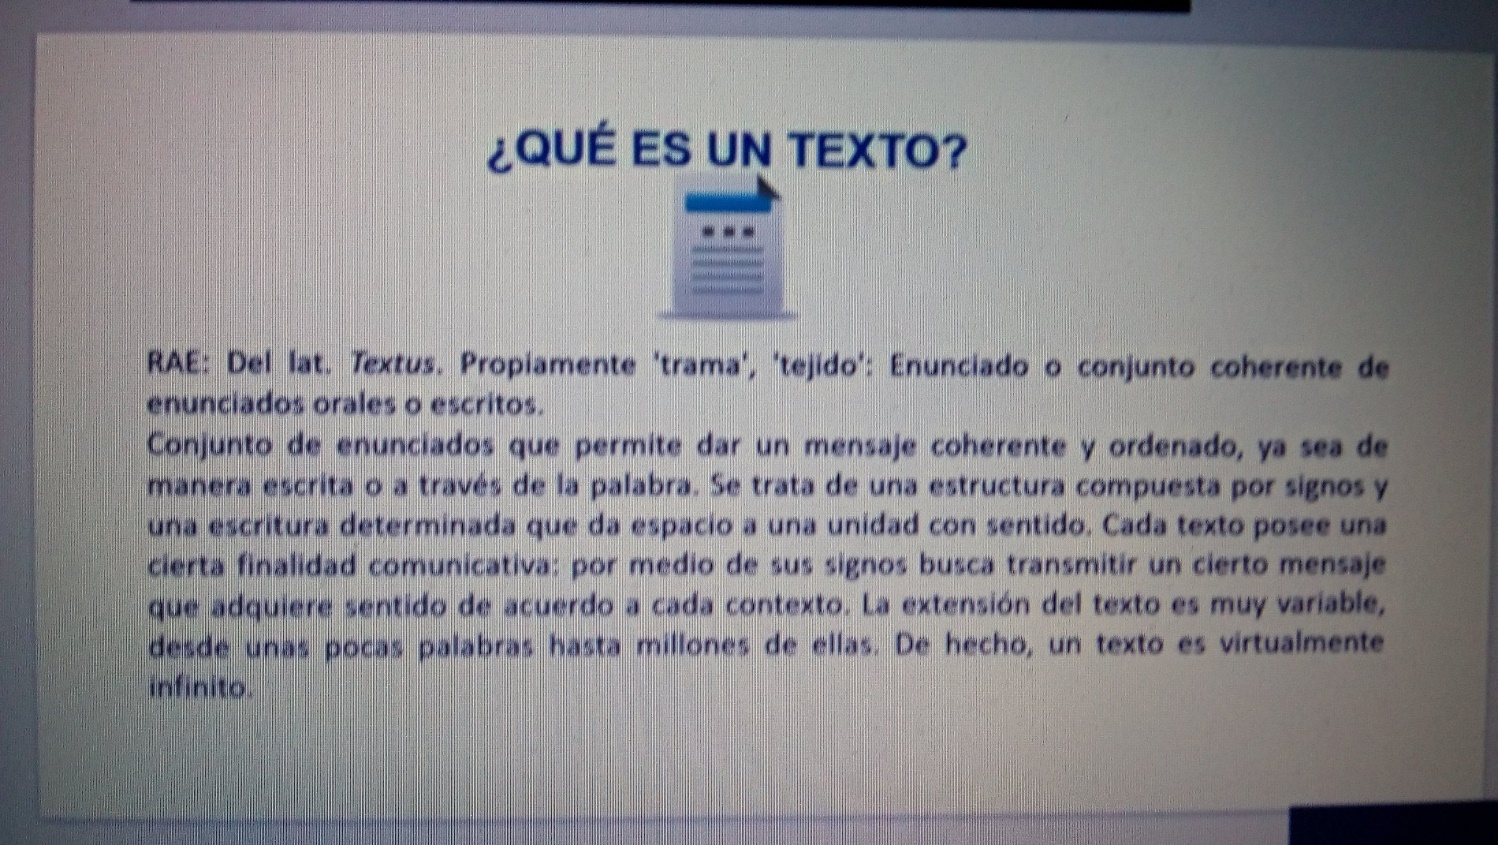 ¿QUÉ ES UN TEXTO?
RAE: Del lat. Textus. Propiamente 'trama', 'tejido': Enunciado o conjunto coherente de
enunciados orales o escritos.
Conjunto de enunciados que permite dar un mensaje coherente y ordenado, ya sea de
manera escrita o a través de la palabra. Se trata de una estructura compuesta por signos y
una escritura determinada que da espacio a una unidad con sentido. Cada texto posee una
cierta finalidad comunicativa: por medio de sus signos busca transmitir un cierto mensaje
que adquiere sentido de acuerdo a cada contexto. La extensión del texto es muy variable,
desde unas pocas palabras hasta millones de ellas. De hecho, un texto es virtualmente
infinito.